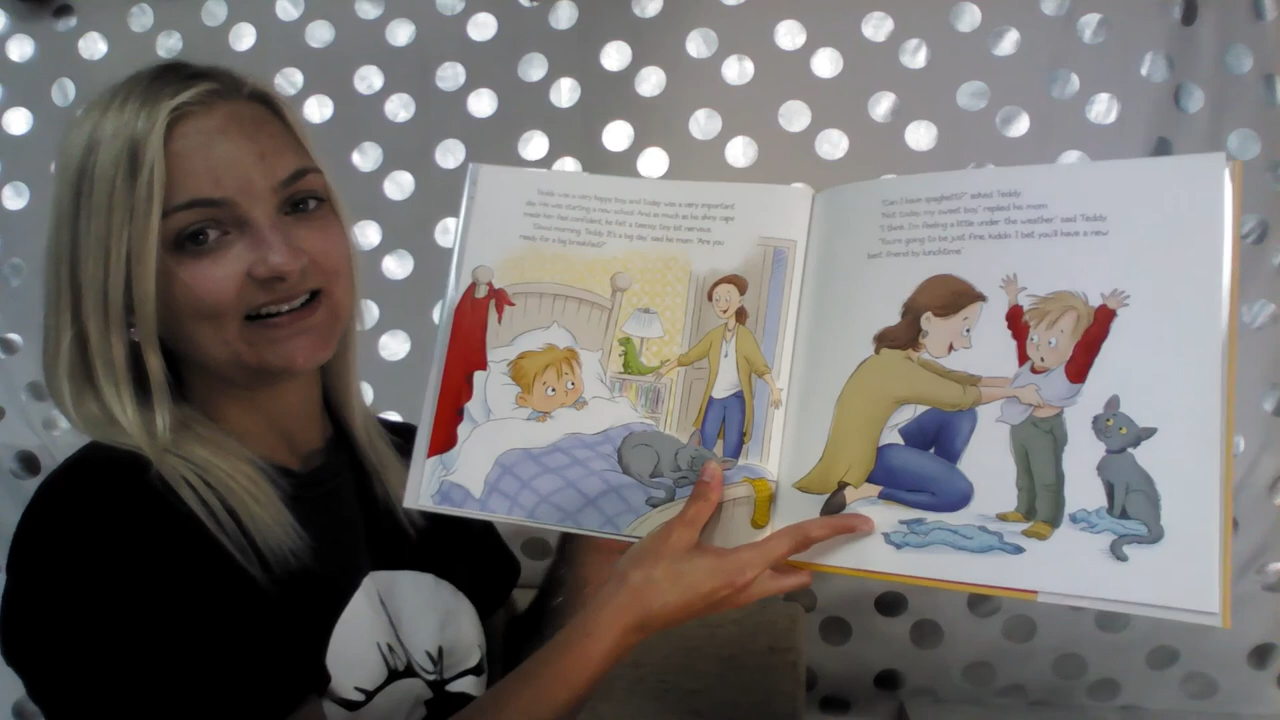 Teddy was a very happy boy and today was a very important
day. He was starting a new school. And as much as his shiny cape
made him feel confident, he felt a teensy tiny bit nervous.
"Good morning, Teddy. It's a big day," said his mum. "Are you
ready for a big breakfast?"
"Can I have spaghetti?" asked Teddy.
"Not today, my sweet boy," replied his mom.
"I think I'm feeling a little under the weather," said Teddy.
"You're going to be just fine, kiddo. I bet you'll have a new
best friend by lunchtime."